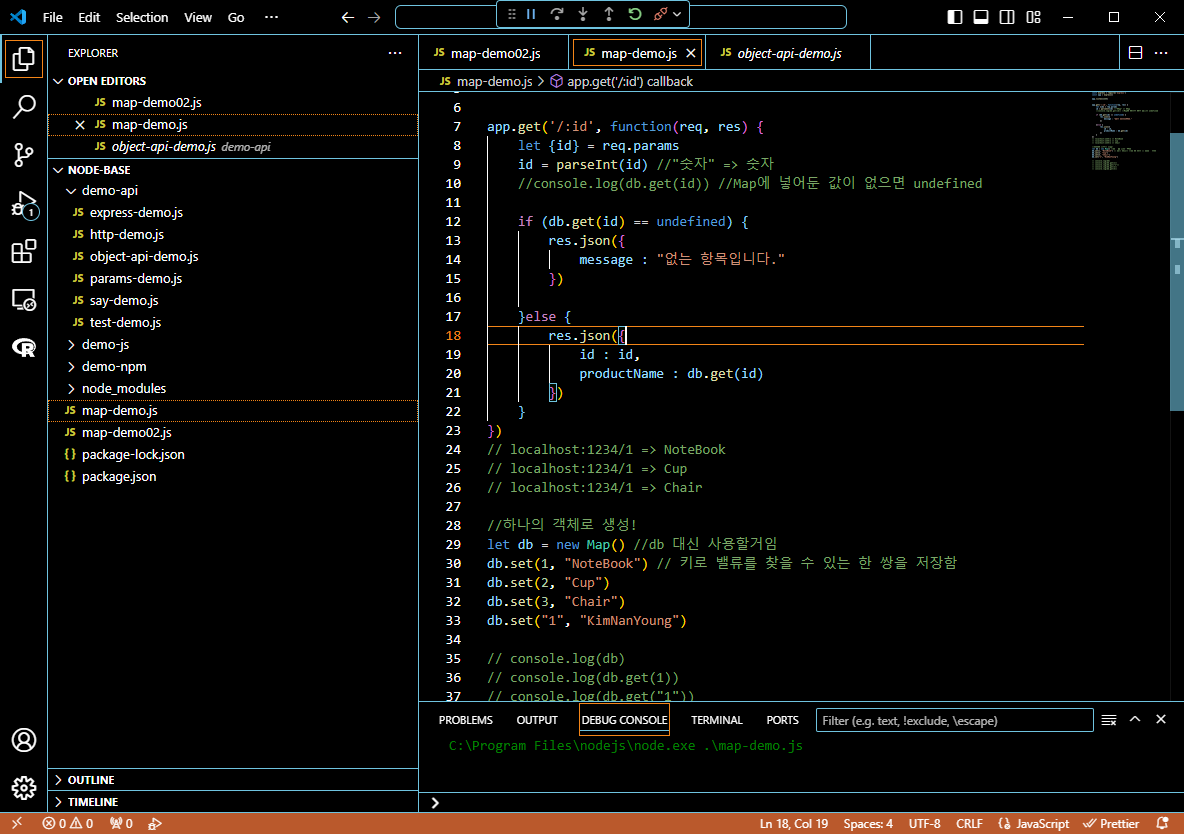 File Edit Selection View Go ···
EXPLORER ···
OPEN EDITORS
JS map-demo02.js
JS map-demo.js
JS object-api-demo.js demo-api
NODE-BASE
demo-api
JS express-demo.js
JS http-demo.js
JS object-api-demo.js
JS params-demo.js
JS say-demo.js
JS test-demo.js
demo-js
demo-npm
node_modules
JS map-demo.js
JS map-demo02.js
{} package-lock.json
{} package.json
OUTLINE
TIMELINE
1
JS map-demo02.js JS map-demo.js JS object-api-demo.js
JS map-demo.js > app.get('/:id') callback
6
7 app.get('/:id', function(req, res) {
8 let {id} = req.params
9 id = parseInt(id) //"숫자" => 숫자
10 //console.log(db.get(id)) //Map에 넣어둔 값이 없으면 undefined
11
12 if (db.get(id) == undefined) {
13 res.json({
14 message : "없는 항목입니다."
15 })
16
17 }else {
18 res.json({
19 id : id,
20 productName : db.get(id)
21 })
22 }
23 })
24 // localhost:1234/1 => NoteBook
25 // localhost:1234/1 => Cup
26 // localhost:1234/1 => Chair
27
28 //하나의 객체로 생성!
29 let db = new Map() //db 대신 사용할거임
30 db.set(1, "NoteBook") // 키로 밸류를 찾을 수 있는 한 쌍을 저장함
31 db.set(2, "Cup")
32 db.set(3, "Chair")
33 db.set("1", "KimNanYoung")
34
35 // console.log(db)
36 // console.log(db.get(1))
37 // console.log(db.get("1"))
PROBLEMS OUTPUT DEBUG CONSOLE TERMINAL PORTS Filter (e.g. text, !exclude, \escape)
C:\Program Files\nodejs\node.exe .\map-demo.js
0 0 0 Ln 18, Col 19 Spaces: 4 UTF-8 CRLF {} JavaScript Prettier